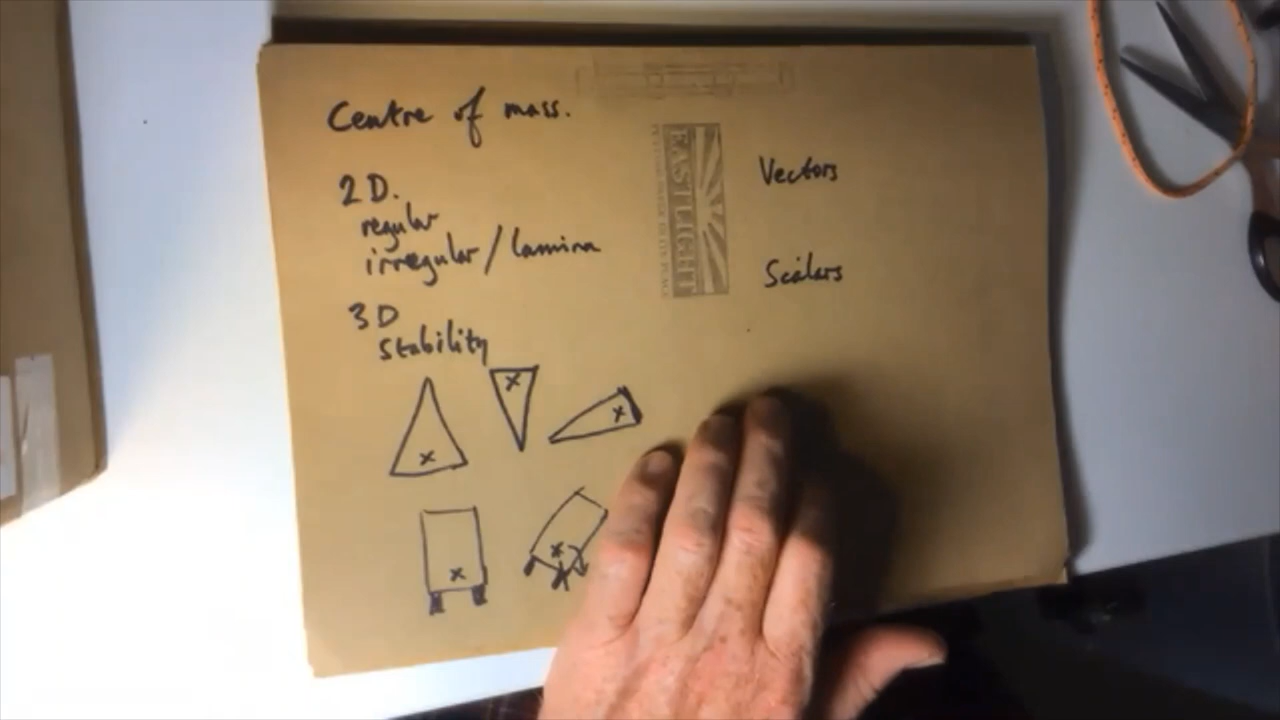 Centre of mass.
2D.
regular
irregular / lamina
3D
stability
EASTLIGHT
Vectors
Scalars